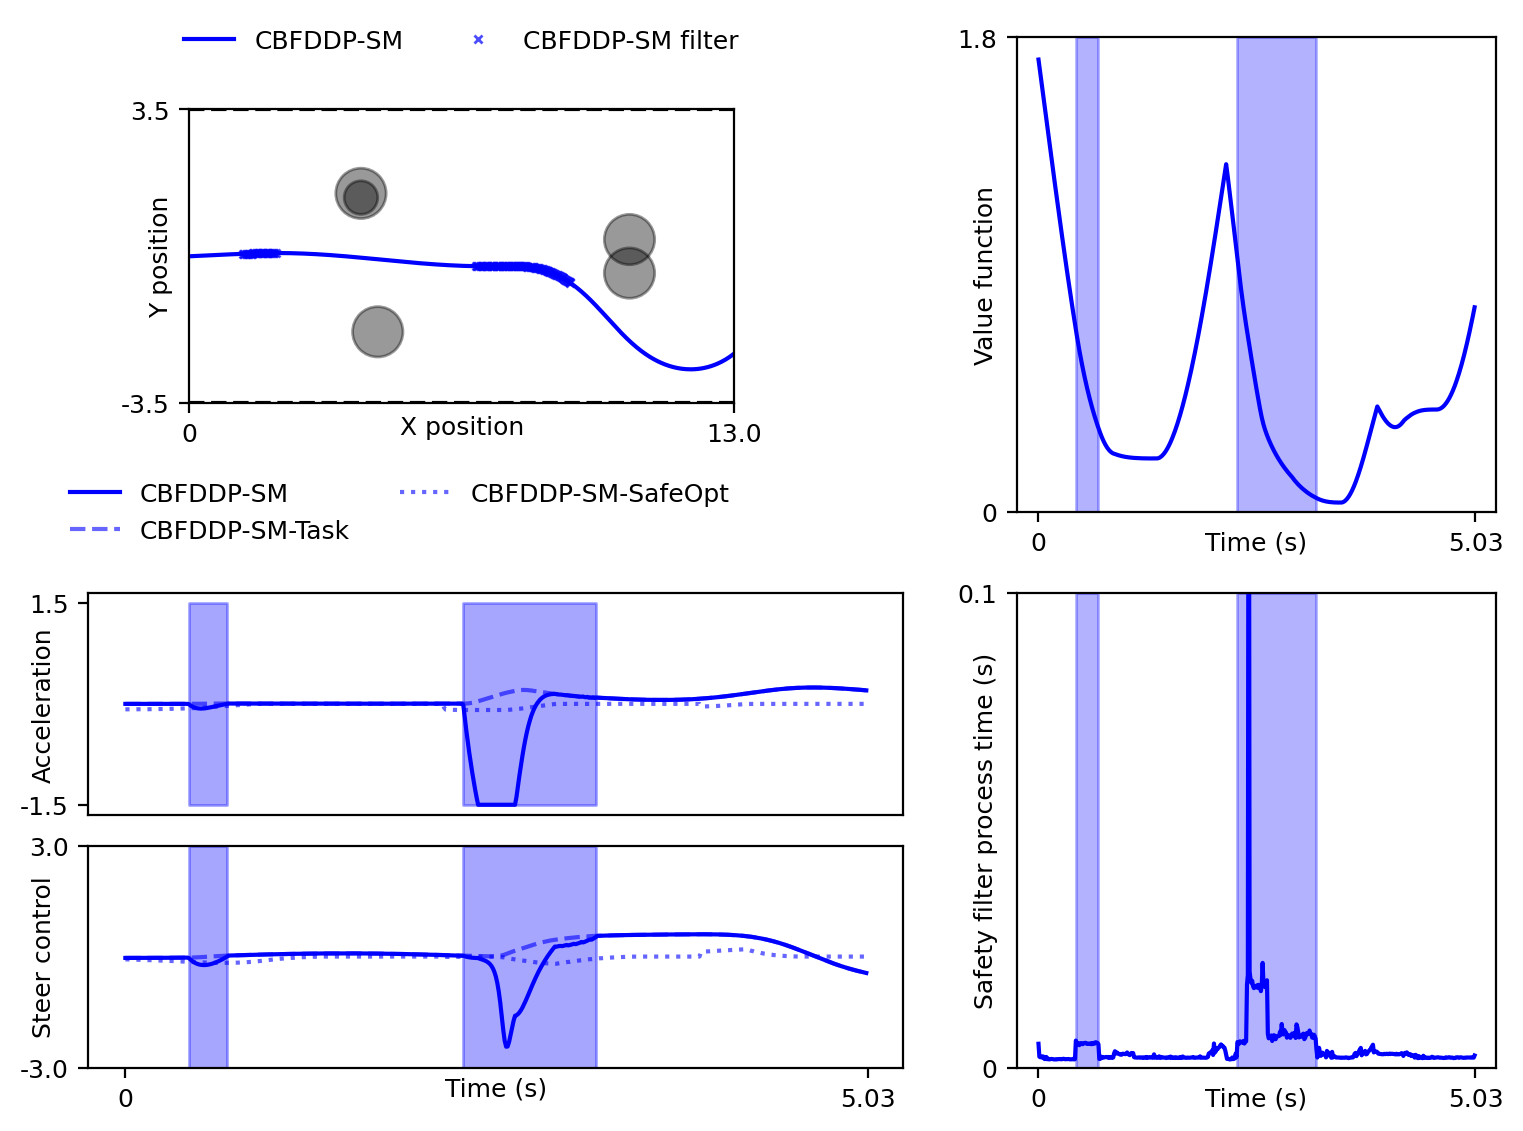 CBFDDP-SM
CBFDDP-SM filter
3.5
Y position
-3.5
0
X position
13.0
1.8
Value function
0
0
Time (s)
5.03
CBFDDP-SM
CBFDDP-SM-SafeOpt
CBFDDP-SM-Task
1.5
Acceleration
-1.5
3.0
Steer control
-3.0
0
Time (s)
5.03
0.1
Safety filter process time (s)
0
0
Time (s)
5.03